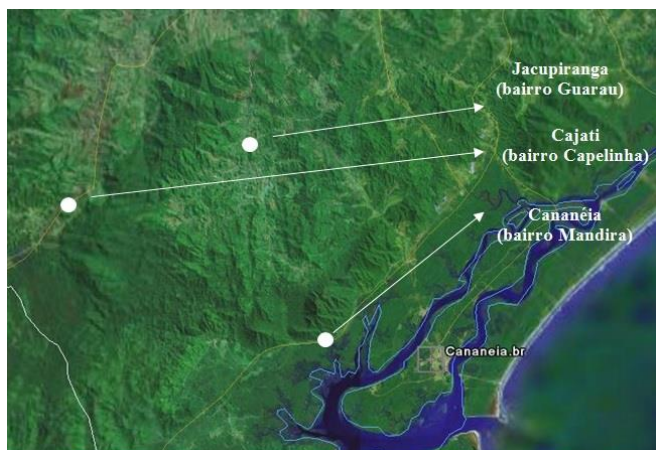 Jacupiranga
(bairro Guarau)
Cajati
(bairro Capelinha)
Cananéia
(bairro Mandira)
Cananeia.br